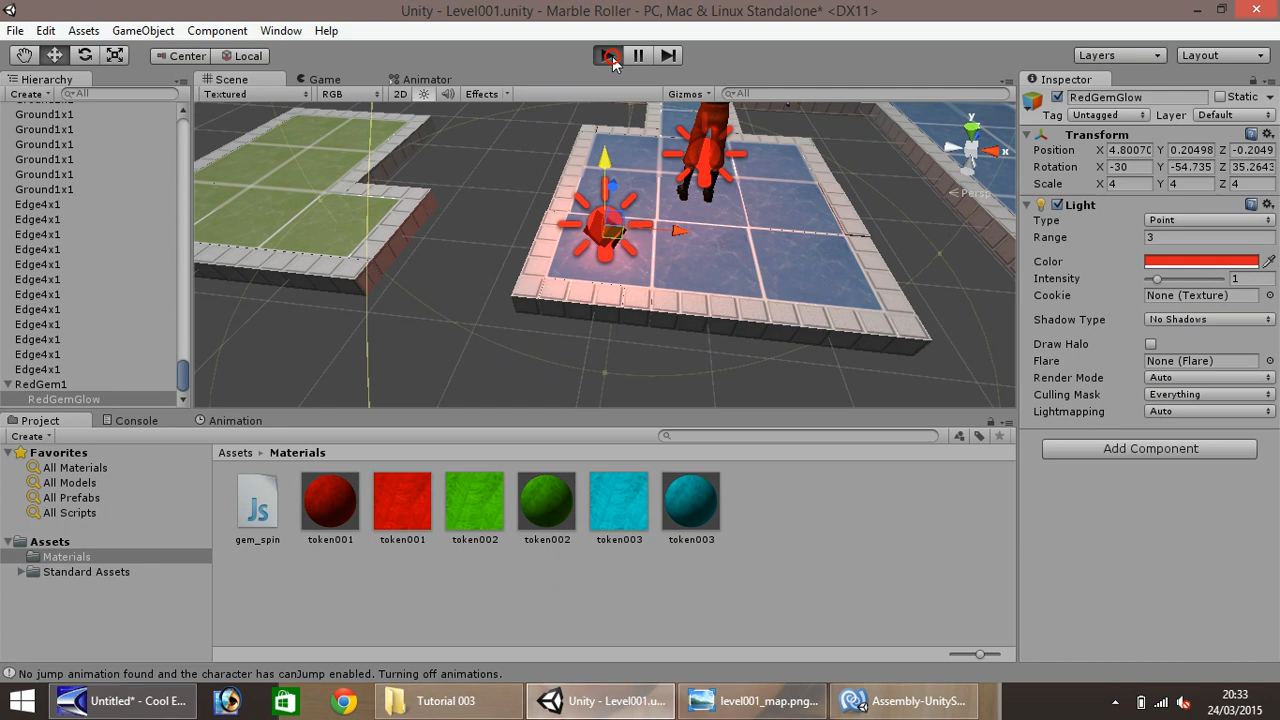 Unity - Level001.unity - Marble Roller - PC, Mac & Linux Standalone* <DX11>
File Edit Assets GameObject Component Window Help
Center Local Layers Layout
Hierarchy Scene Game Animator Inspector
Create All Textured RGB 2D Effects Gizmos All
RedGemGlow Static
Tag Untagged Layer Default
Transform
Position X 4.80070 Y 0.20498 Z -0.2049
Rotation X -30 Y -54.735 Z 35.2643
Scale X 4 Y 4 Z 4
Light
Type Point
Range 3
Color
Intensity 1
Cookie None (Texture)
Shadow Type No Shadows
Draw Halo
Flare None (Flare)
Render Mode Auto
Culling Mask Everything
Lightmapping Auto
Add Component
Ground1x1
Ground1x1
Ground1x1
Ground1x1
Ground1x1
Ground1x1
Edge4x1
Edge4x1
Edge4x1
Edge4x1
Edge4x1
Edge4x1
Edge4x1
Edge4x1
Edge4x1
Edge4x1
Edge4x1
Edge4x1
RedGem1
RedGemGlow
y
x
Persp
Project Console Animation
Create
Favorites
All Materials
All Models
All Prefabs
All Scripts
Assets
Materials
Standard Assets
Assets Materials
Js
gem_spin token001 token001 token002 token002 token003 token003
No jump animation found and the character has canJump enabled. Turning off animations.
Untitled* - Cool E... Tutorial 003 Unity - Level001.u... level001_map.png... Assembly-UnityS...
20:33
24/03/2015